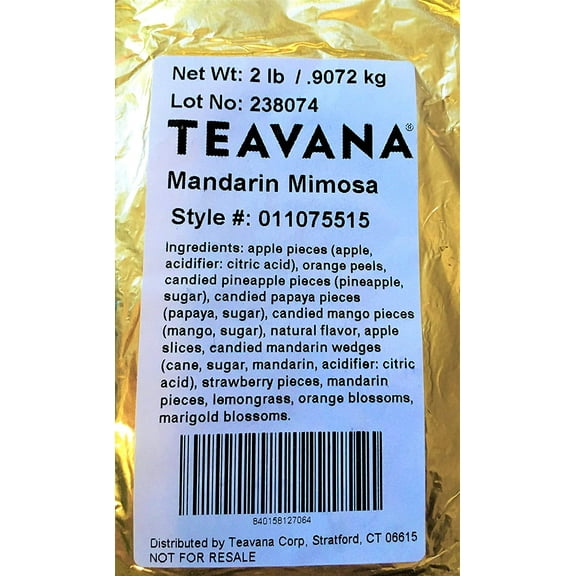 Net Wt: 2 lb / .9072 kg
Lot No: 238074
TEAVANA®
Mandarin Mimosa
Style #: 011075515
Ingredients: apple pieces (apple,
acidifier: citric acid), orange peels,
candied pineapple pieces (pineapple,
sugar), candied papaya pieces
(papaya, sugar), candied mango pieces
(mango, sugar), natural flavor, apple
slices, candied mandarin wedges
(cane, sugar, mandarin, acidifier: citric
acid), strawberry pieces, mandarin
pieces, lemongrass, orange blossoms,
marigold blossoms.
840158127064
Distributed by Teavana Corp, Stratford, CT 06615
NOT FOR RESALE